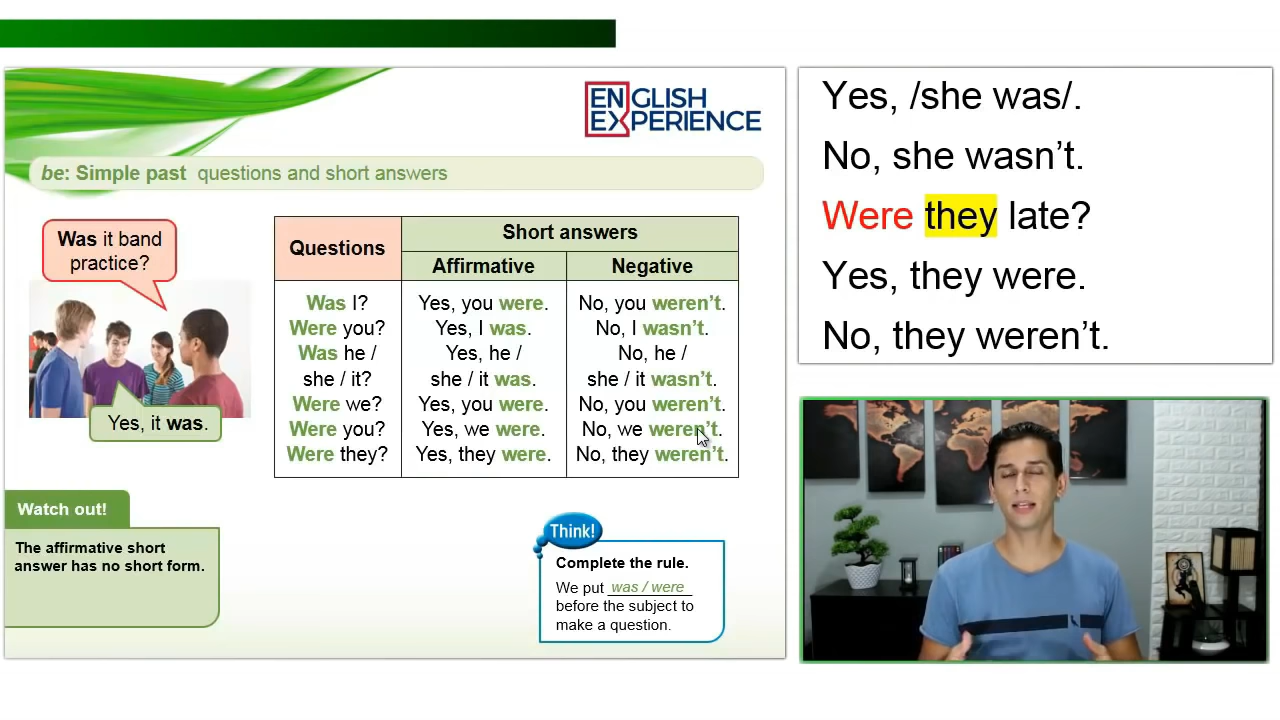 ENGLISH
EXPERIENCE
be: Simple past questions and short answers
Was it band
practice?
Yes, it was.
Questions
Short answers
Affirmative
Negative
Was I?
Yes, you were.
No, you weren't.
Were you?
Yes, I was.
No, I wasn't.
Was he /
Yes, he /
No, he /
she / it?
she / it was.
she / it wasn't.
Were we?
Yes, you were.
No, you weren't.
Were you?
Yes, we were.
No, we weren't.
Were they?
Yes, they were.
No, they weren't.
Watch out!
The affirmative short
answer has no short form.
Think!
Complete the rule.
We put was / were
before the subject to
make a question.
Yes, /she was/.
No, she wasn't.
Were they late?
Yes, they were.
No, they weren't.